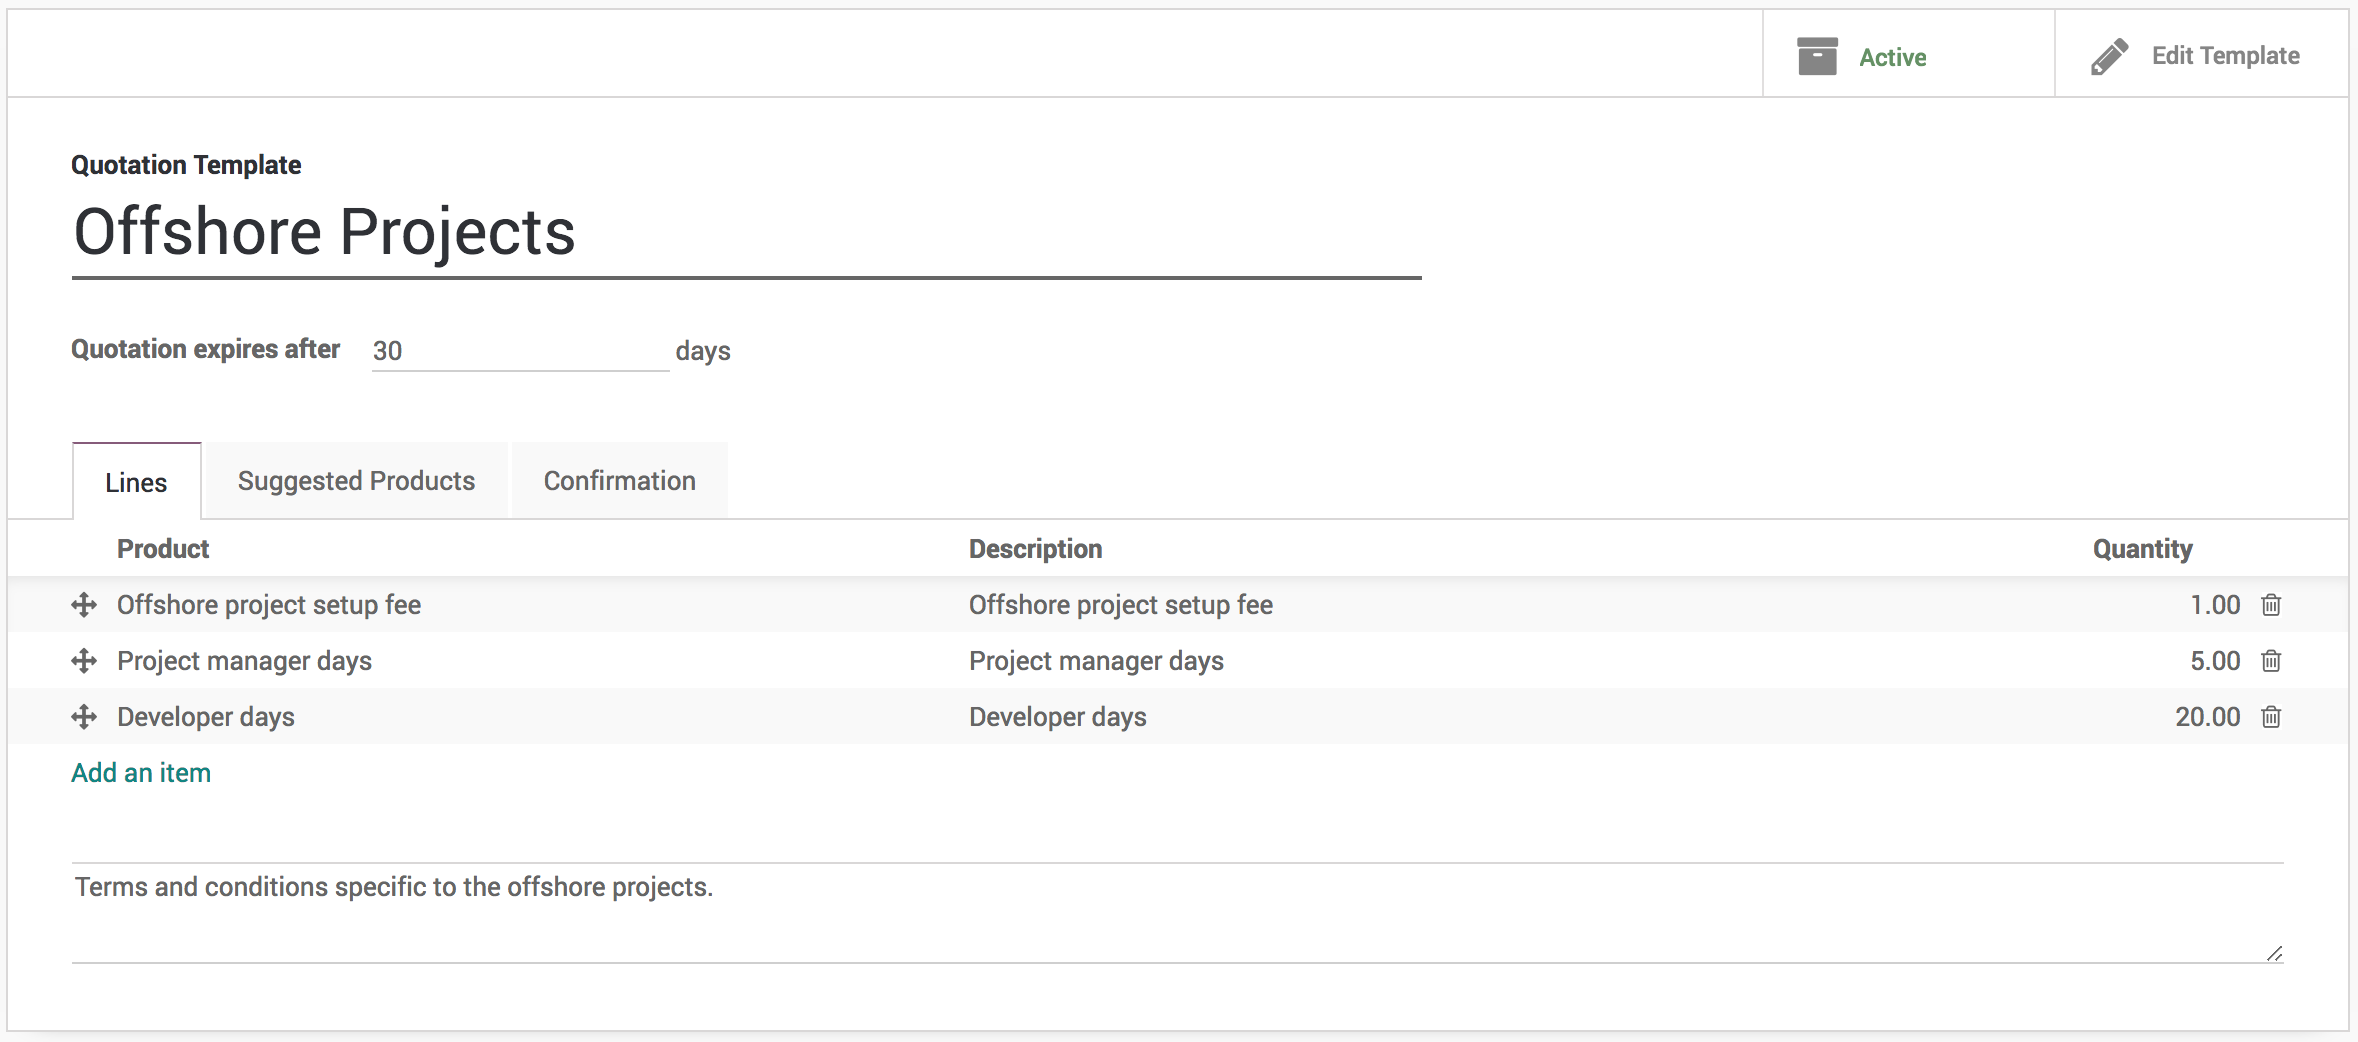 Active Edit Template
Quotation Template
Offshore Projects
Quotation expires after 30 days
Lines Suggested Products Confirmation
Product Description Quantity
Offshore project setup fee Offshore project setup fee 1.00
Project manager days Project manager days 5.00
Developer days Developer days 20.00
Add an item
Terms and conditions specific to the offshore projects.